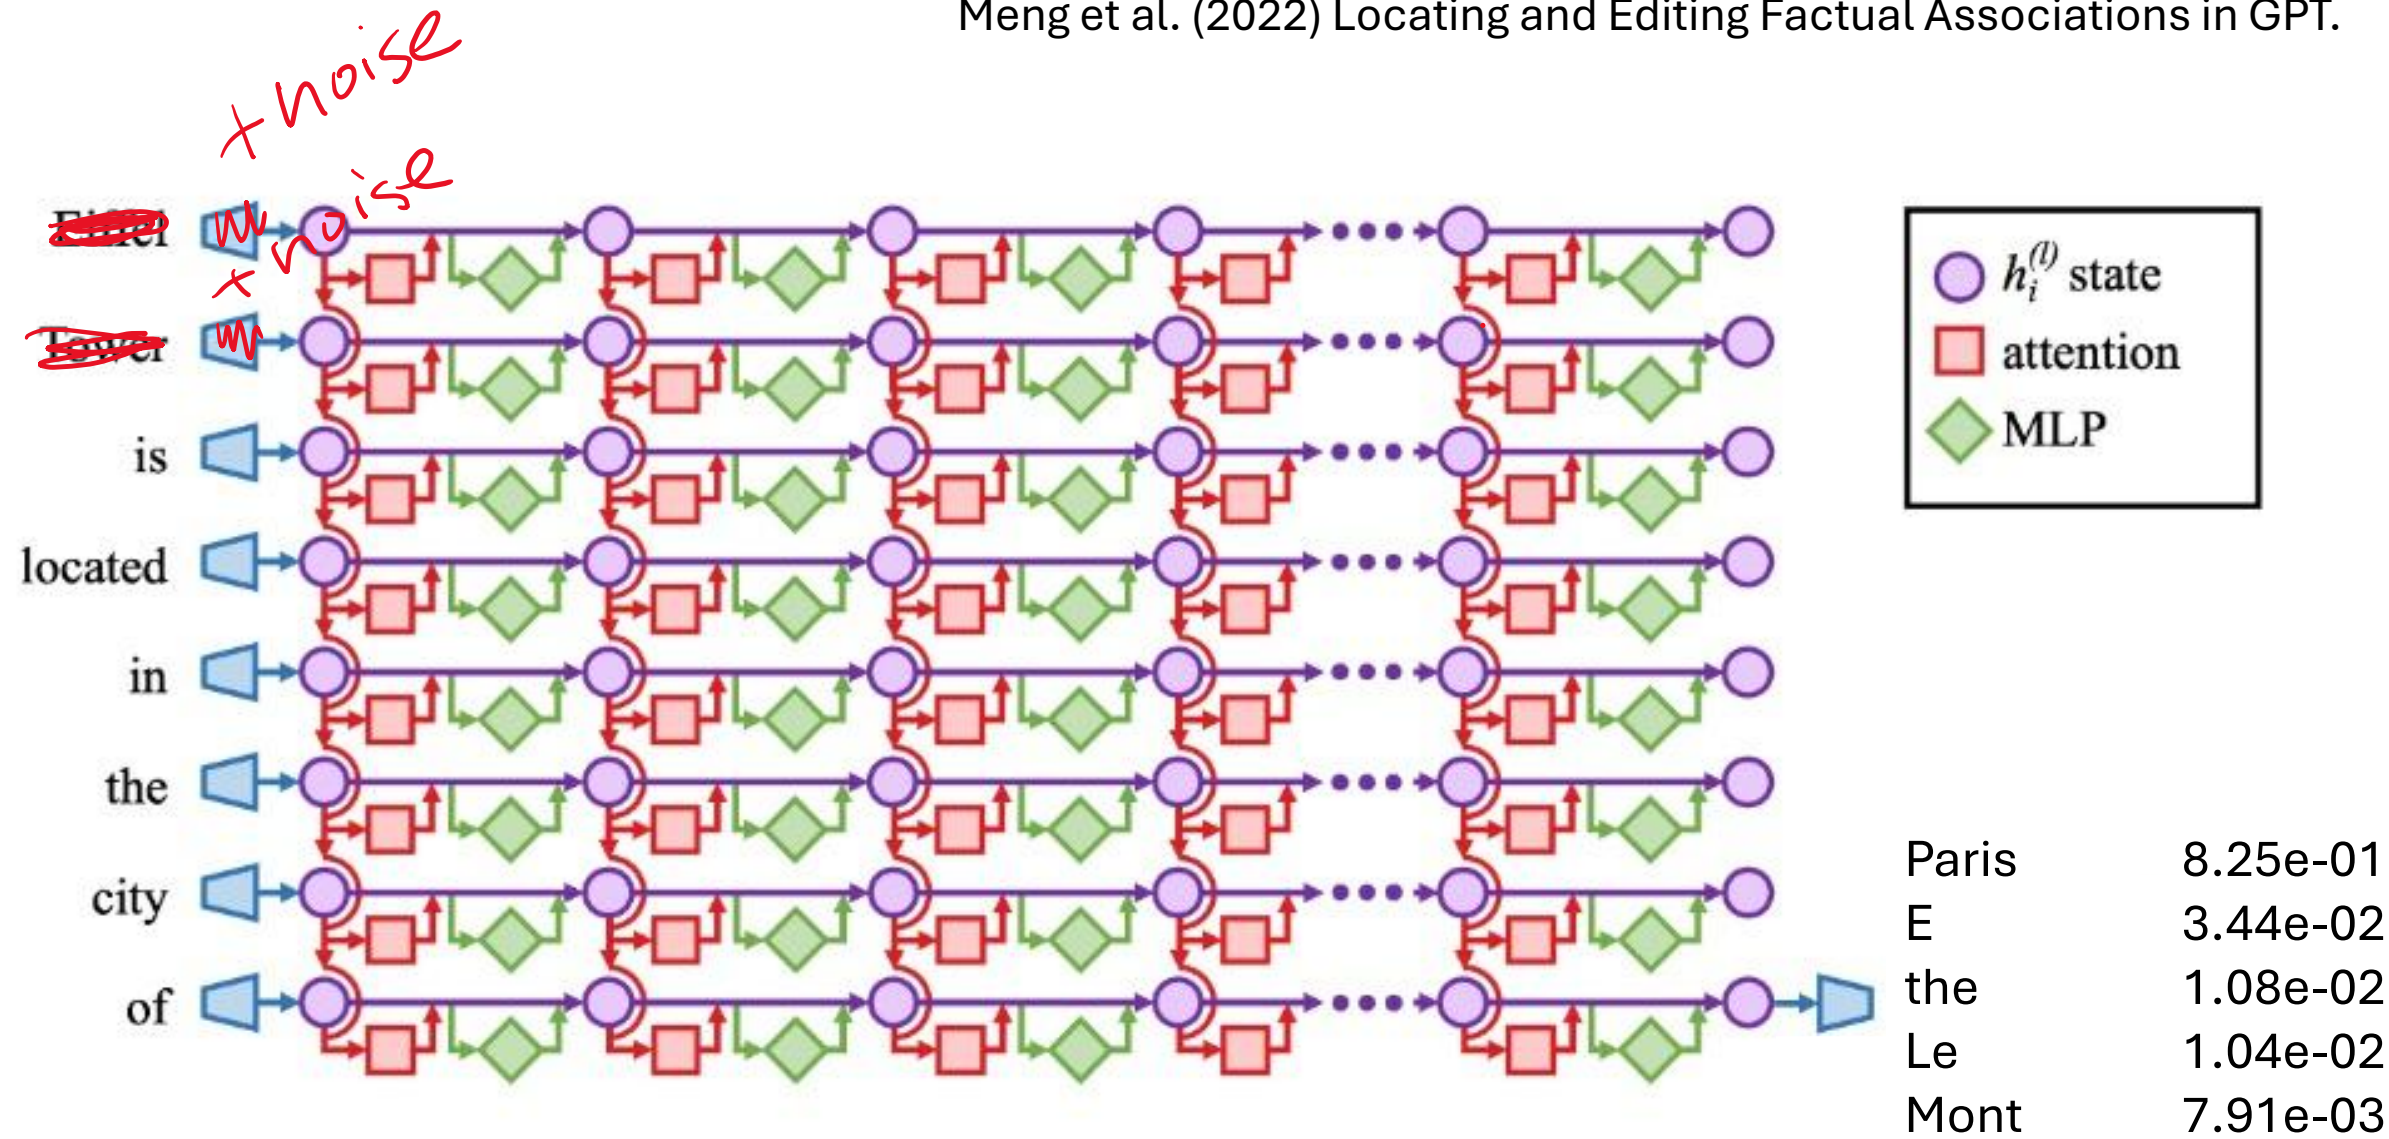 Meng et al. (2022) Locating and Editing Factual Associations in GPT.
+ noise
+ noise
Eiffel
Tower
is
located
in
the
city
of
h_i^(l) state
attention
MLP
Paris 8.25e-01
E 3.44e-02
the 1.08e-02
Le 1.04e-02
Mont 7.91e-03